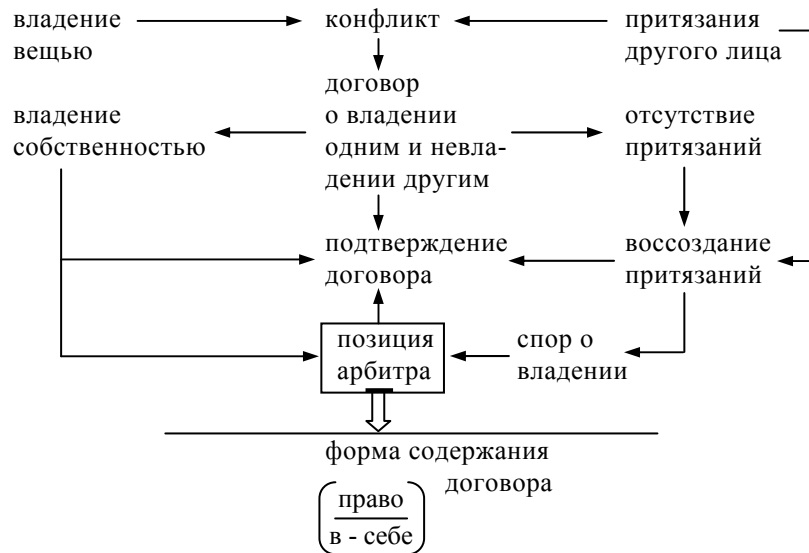 владение
вещью
конфликт
притязания
другого лица
владение
собственностью
договор
о владении
одним и невла-
дении другим
отсутствие
притязаний
подтверждение
договора
воссоздание
притязаний
позиция
арбитра
спор о
владении
форма содержания
договора
право
в - себе